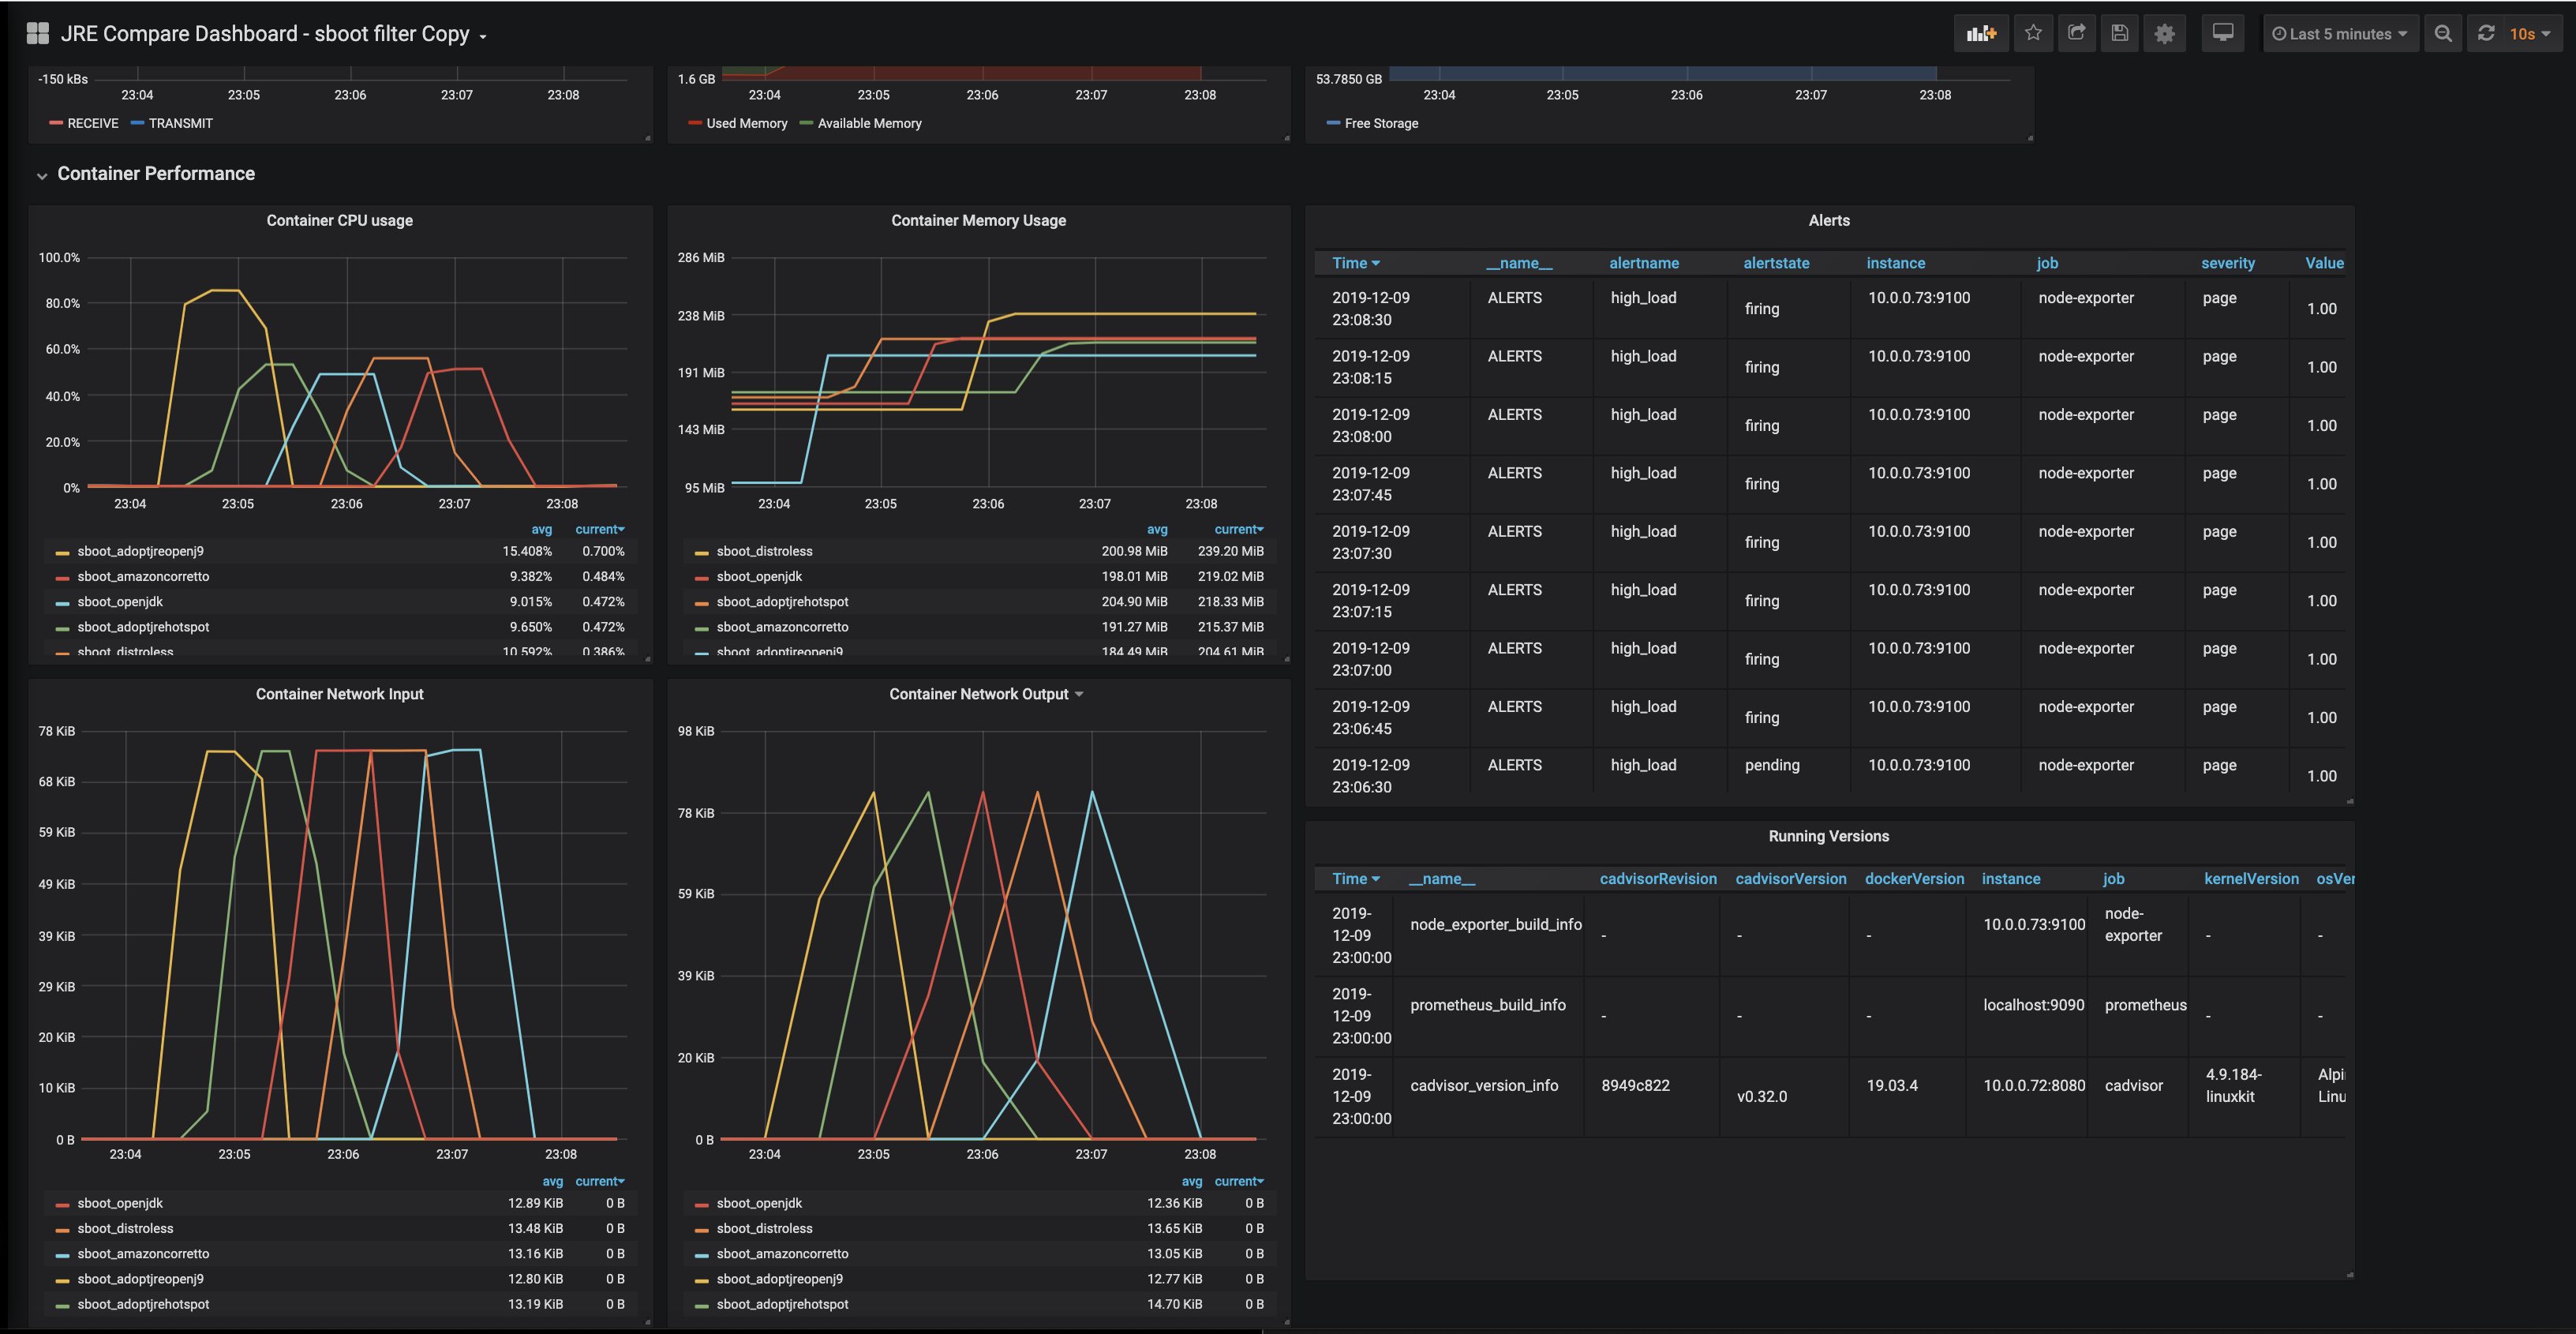 JRE Compare Dashboard - sboot filter Copy
Last 5 minutes
10s
-150 kBs
23:04 23:05 23:06 23:07 23:08
RECEIVE TRANSMIT
1.6 GB
23:04 23:05 23:06 23:07 23:08
Used Memory Available Memory
53.7850 GB
23:04 23:05 23:06 23:07 23:08
Free Storage
Container Performance
Container CPU usage
100.0%
80.0%
60.0%
40.0%
20.0%
0%
23:04 23:05 23:06 23:07 23:08
avg current
sboot_adoptjreopenj9 15.408% 0.700%
sboot_amazoncorretto 9.382% 0.484%
sboot_openjdk 9.015% 0.472%
sboot_adoptjrehotspot 9.650% 0.472%
sboot_distroless 10.592% 0.386%
Container Memory Usage
286 MiB
238 MiB
191 MiB
143 MiB
95 MiB
23:04 23:05 23:06 23:07 23:08
avg current
sboot_distroless 200.98 MiB 239.20 MiB
sboot_openjdk 198.01 MiB 219.02 MiB
sboot_adoptjrehotspot 204.90 MiB 218.33 MiB
sboot_amazoncorretto 191.27 MiB 215.37 MiB
sboot_adoptjreopenj9 184.49 MiB 204.61 MiB
Alerts
Time __name__ alertname alertstate instance job severity Value
2019-12-09 23:08:30 ALERTS high_load firing 10.0.0.73:9100 node-exporter page 1.00
2019-12-09 23:08:15 ALERTS high_load firing 10.0.0.73:9100 node-exporter page 1.00
2019-12-09 23:08:00 ALERTS high_load firing 10.0.0.73:9100 node-exporter page 1.00
2019-12-09 23:07:45 ALERTS high_load firing 10.0.0.73:9100 node-exporter page 1.00
2019-12-09 23:07:30 ALERTS high_load firing 10.0.0.73:9100 node-exporter page 1.00
2019-12-09 23:07:15 ALERTS high_load firing 10.0.0.73:9100 node-exporter page 1.00
2019-12-09 23:07:00 ALERTS high_load firing 10.0.0.73:9100 node-exporter page 1.00
2019-12-09 23:06:45 ALERTS high_load firing 10.0.0.73:9100 node-exporter page 1.00
2019-12-09 23:06:30 ALERTS high_load pending 10.0.0.73:9100 node-exporter page 1.00
Container Network Input
78 KiB
68 KiB
59 KiB
49 KiB
39 KiB
29 KiB
20 KiB
10 KiB
0 B
23:04 23:05 23:06 23:07 23:08
avg current
sboot_openjdk 12.89 KiB 0 B
sboot_distroless 13.48 KiB 0 B
sboot_amazoncorretto 13.16 KiB 0 B
sboot_adoptjreopenj9 12.80 KiB 0 B
sboot_adoptjrehotspot 13.19 KiB 0 B
Container Network Output
98 KiB
78 KiB
59 KiB
39 KiB
20 KiB
0 B
23:04 23:05 23:06 23:07 23:08
avg current
sboot_openjdk 12.36 KiB 0 B
sboot_distroless 13.65 KiB 0 B
sboot_amazoncorretto 13.05 KiB 0 B
sboot_adoptjreopenj9 12.77 KiB 0 B
sboot_adoptjrehotspot 14.70 KiB 0 B
Running Versions
Time __name__ cadvisorRevision cadvisorVersion dockerVersion instance job kernelVersion osVer
2019-12-09 23:00:00 node_exporter_build_info - - - 10.0.0.73:9100 node-exporter - -
2019-12-09 23:00:00 prometheus_build_info - - - localhost:9090 prometheus - -
2019-12-09 23:00:00 cadvisor_version_info 8949c822 v0.32.0 19.03.4 10.0.0.72:8080 cadvisor 4.9.184-linuxkit Alpi Linu